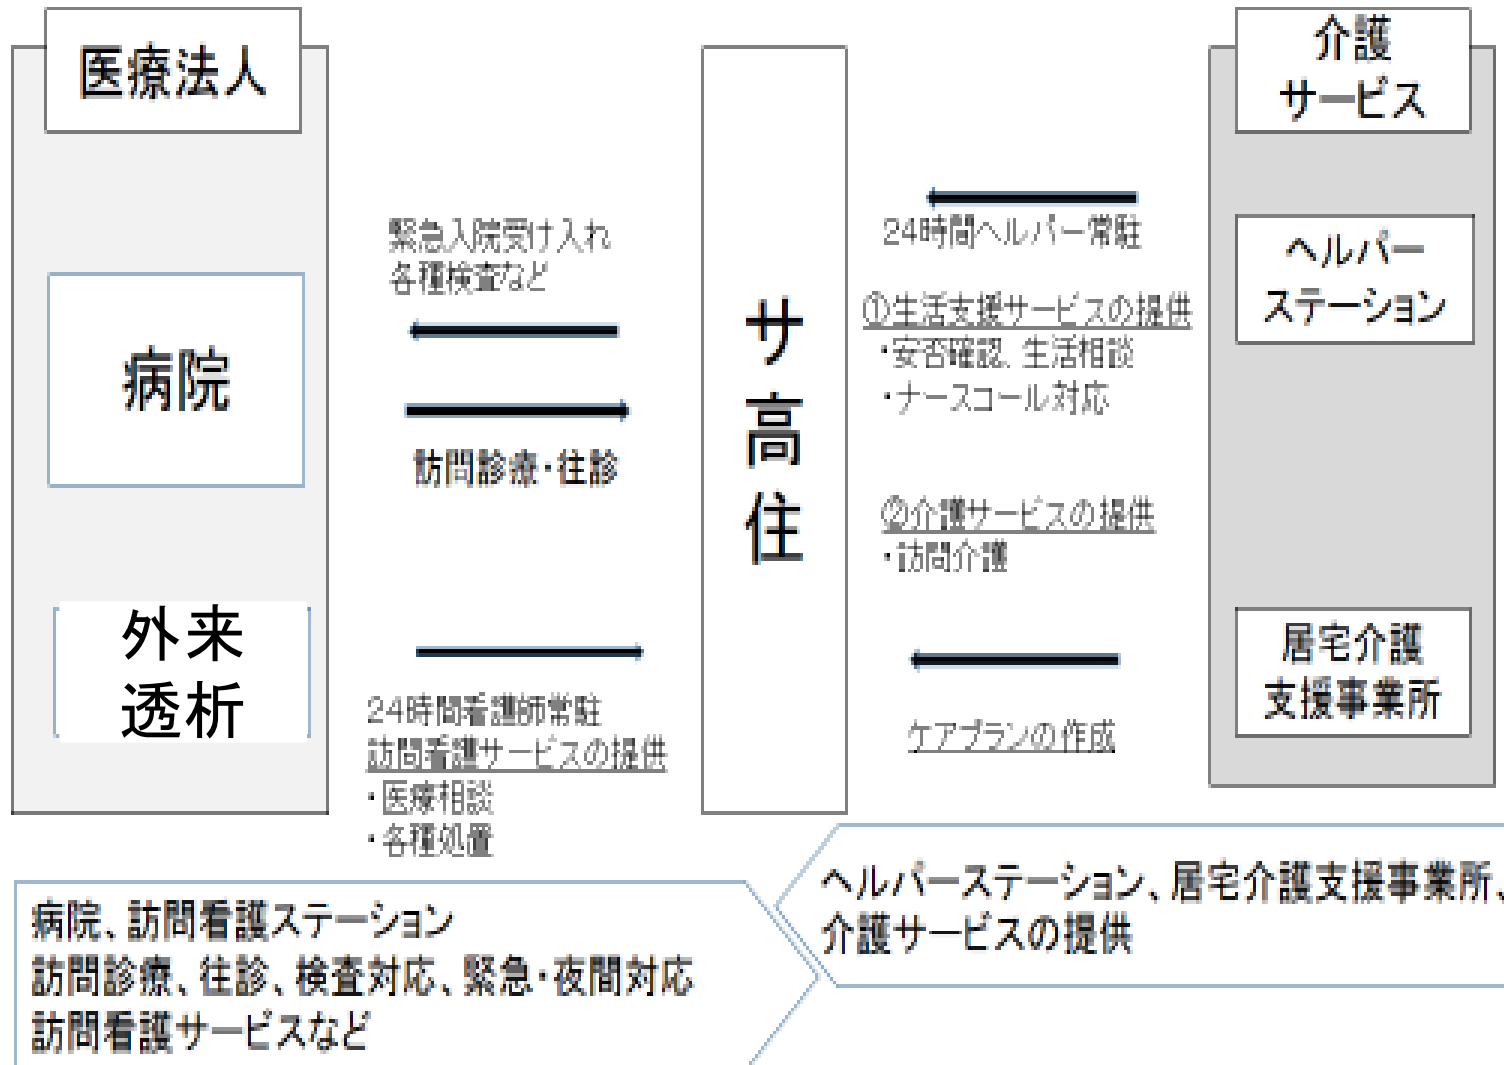 医療法人
病院
外来
透析
緊急入院受け入れ
各種検査など
訪問診療・往診
24時間看護師常駐
訪問看護サービスの提供
・医療相談
・各種処置
サ高住
24時間ヘルパー常駐
①生活支援サービスの提供
・安否確認、生活相談
・ナースコール対応
②介護サービスの提供
・訪問介護
ケアプランの作成
介護
サービス
ヘルパー
ステーション
居宅介護
支援事業所
病院、訪問看護ステーション
訪問診療、往診、検査対応、緊急・夜間対応
訪問看護サービスなど
ヘルパーステーション、居宅介護支援事業所、
介護サービスの提供